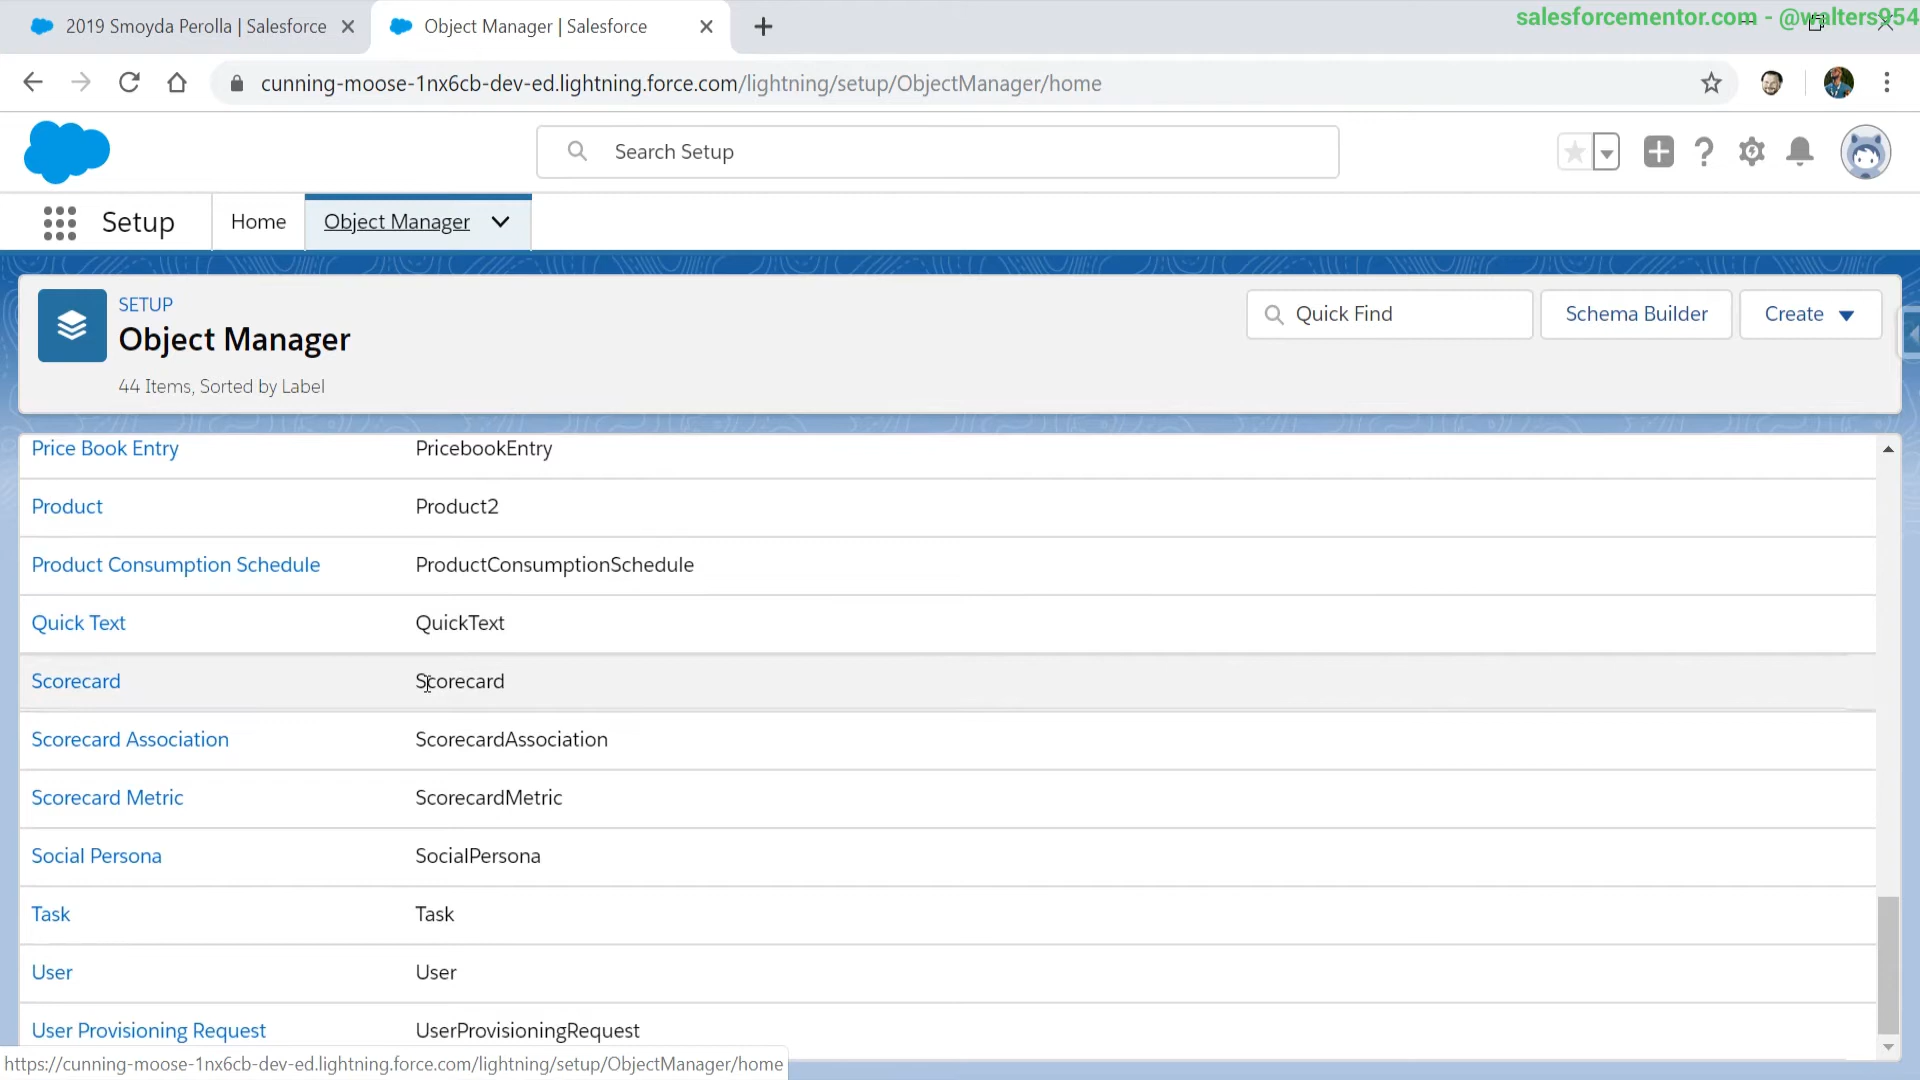 2019 Smoyda Perolla | Salesforce
Object Manager | Salesforce
salesforcementor.com - @walters954
cunning-moose-1nx6cb-dev-ed.lightning.force.com/lightning/setup/ObjectManager/home
Search Setup
Setup
Home
Object Manager
SETUP
Object Manager
44 Items, Sorted by Label
Quick Find
Schema Builder
Create
Price Book Entry PricebookEntry
Product Product2
Product Consumption Schedule ProductConsumptionSchedule
Quick Text QuickText
Scorecard Scorecard
Scorecard Association ScorecardAssociation
Scorecard Metric ScorecardMetric
Social Persona SocialPersona
Task Task
User User
User Provisioning Request UserProvisioningRequest
https://cunning-moose-1nx6cb-dev-ed.lightning.force.com/lightning/setup/ObjectManager/home